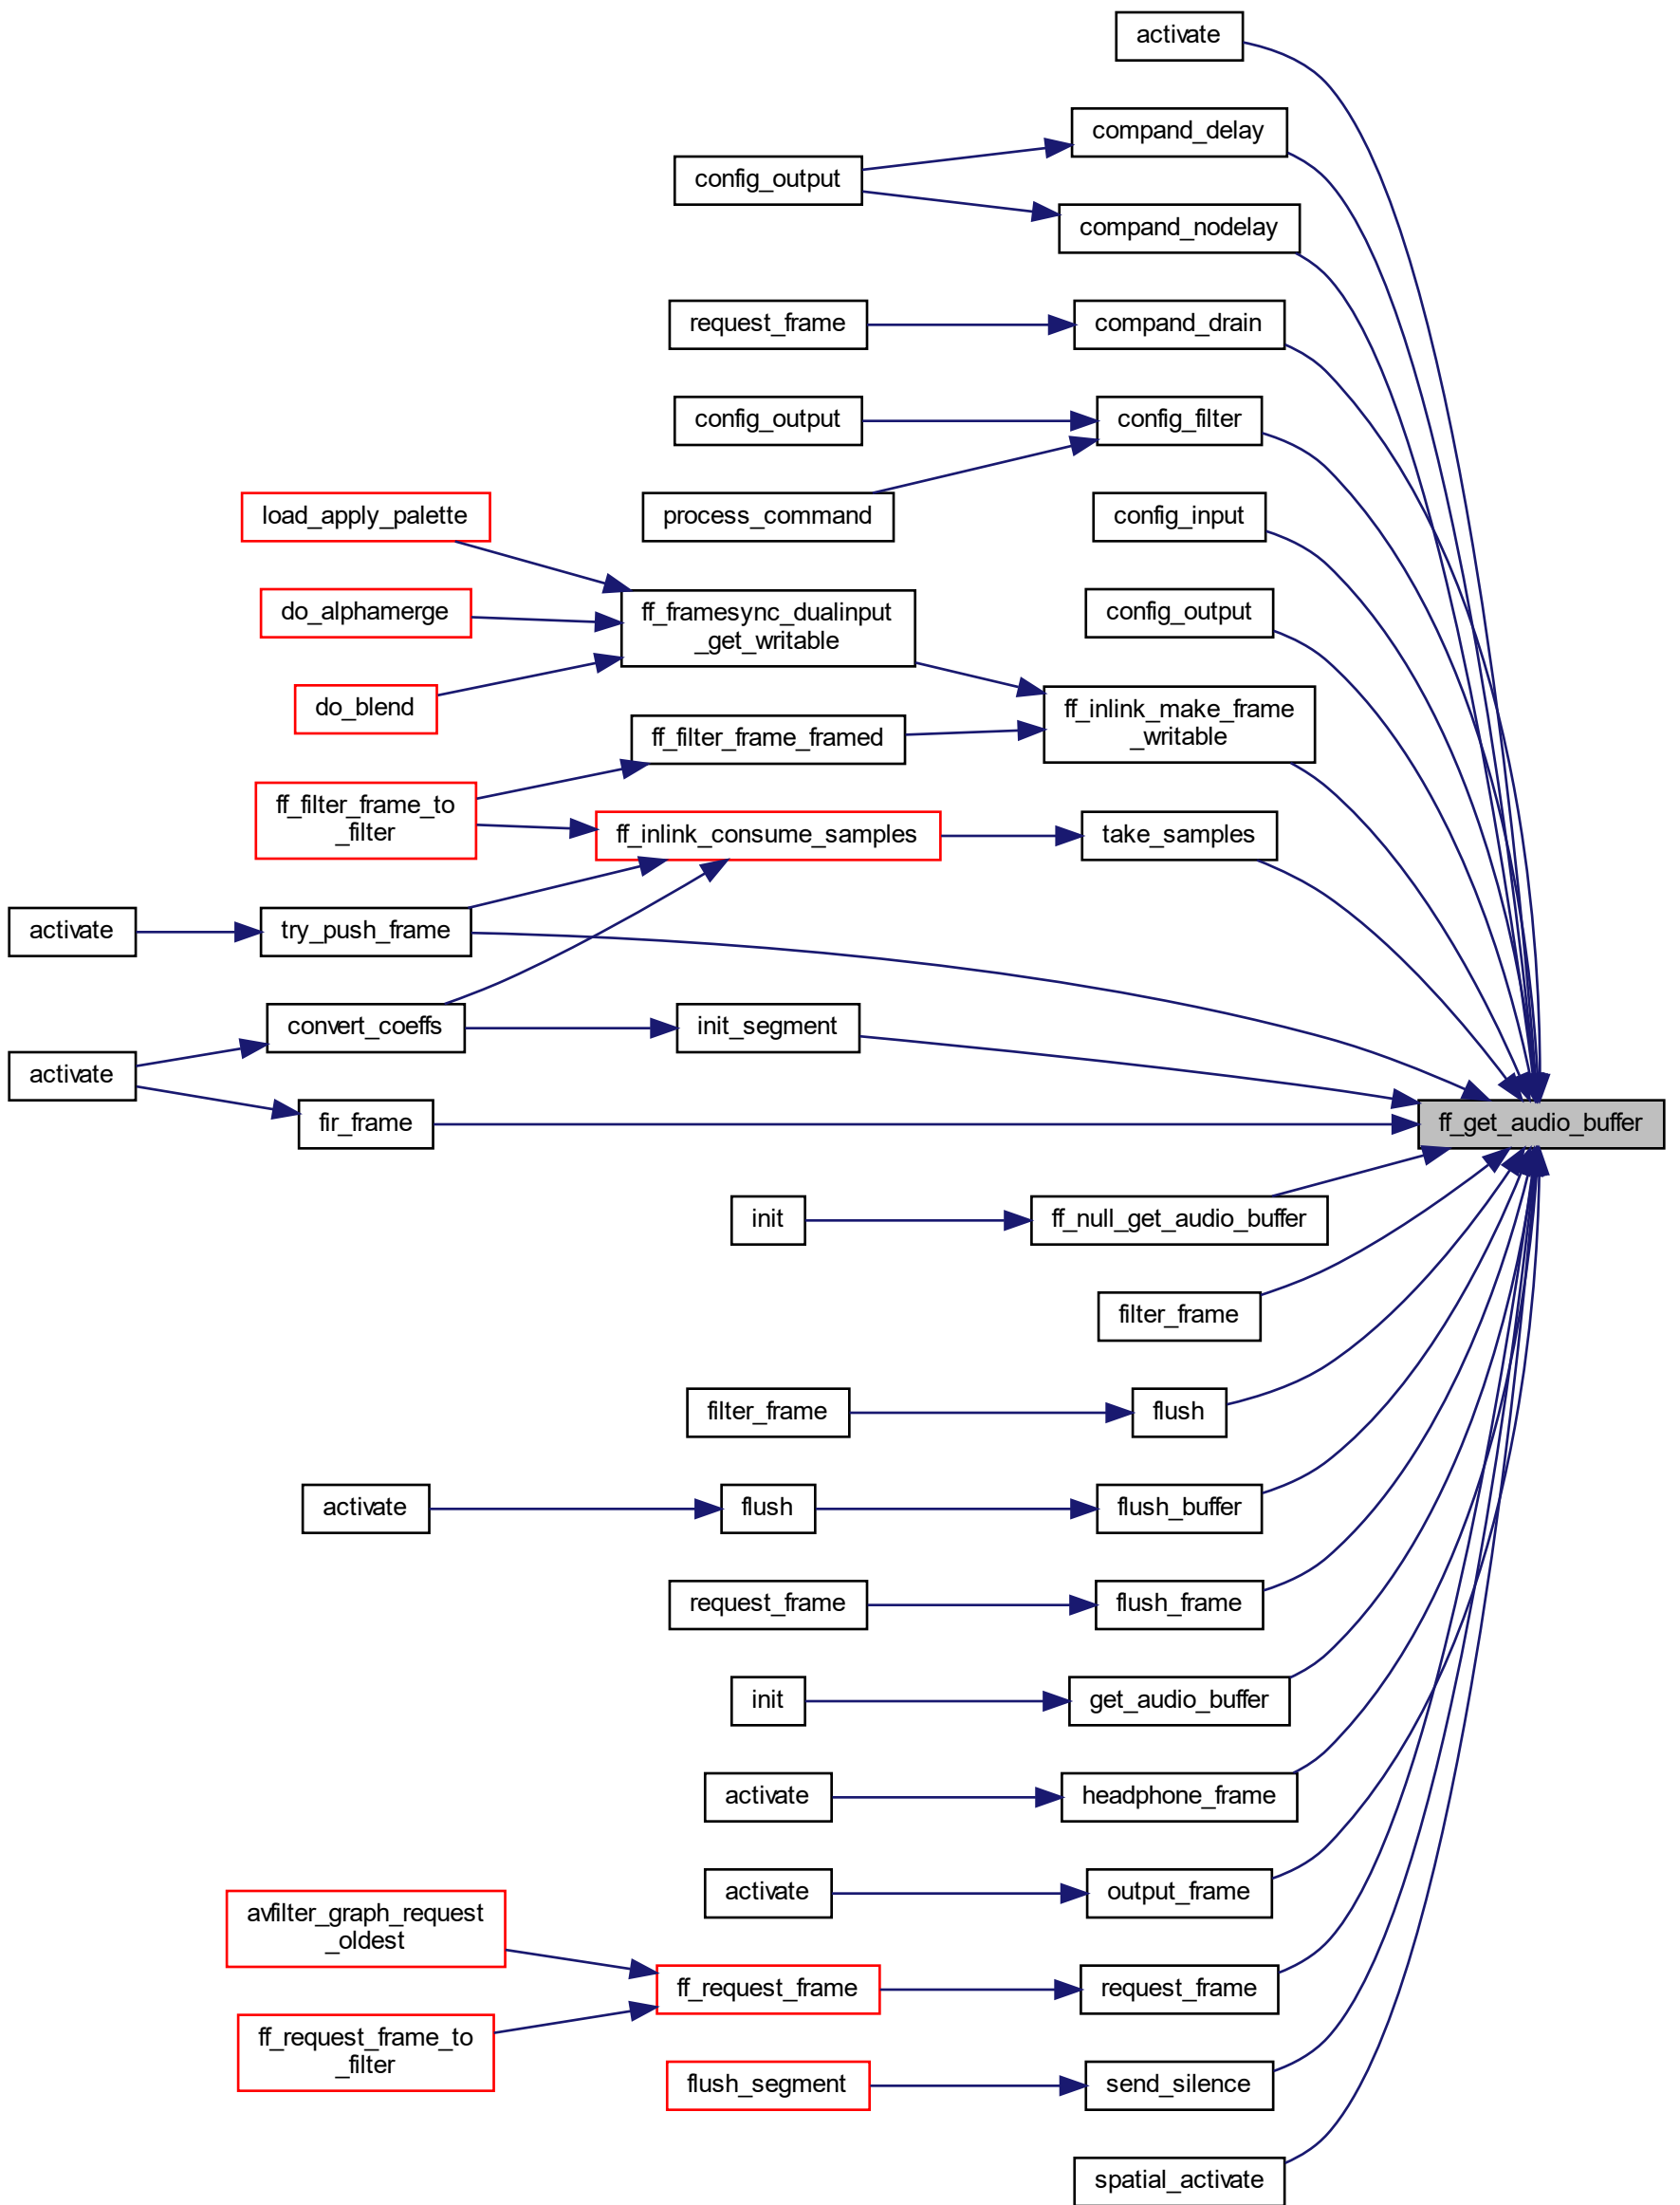 activate
compand_delay
config_output
compand_nodelay
request_frame
compand_drain
config_output
config_filter
process_command
config_input
load_apply_palette
do_alphamerge
ff_framesync_dualinput
_get_writable
config_output
do_blend
ff_filter_frame_framed
ff_inlink_make_frame
_writable
ff_filter_frame_to
_filter
ff_inlink_consume_samples
take_samples
activate
try_push_frame
convert_coeffs
init_segment
activate
fir_frame
ff_get_audio_buffer
init
ff_null_get_audio_buffer
filter_frame
filter_frame
flush
activate
flush
flush_buffer
request_frame
flush_frame
init
get_audio_buffer
activate
headphone_frame
activate
output_frame
avfilter_graph_request
_oldest
ff_request_frame
request_frame
ff_request_frame_to
_filter
flush_segment
send_silence
spatial_activate